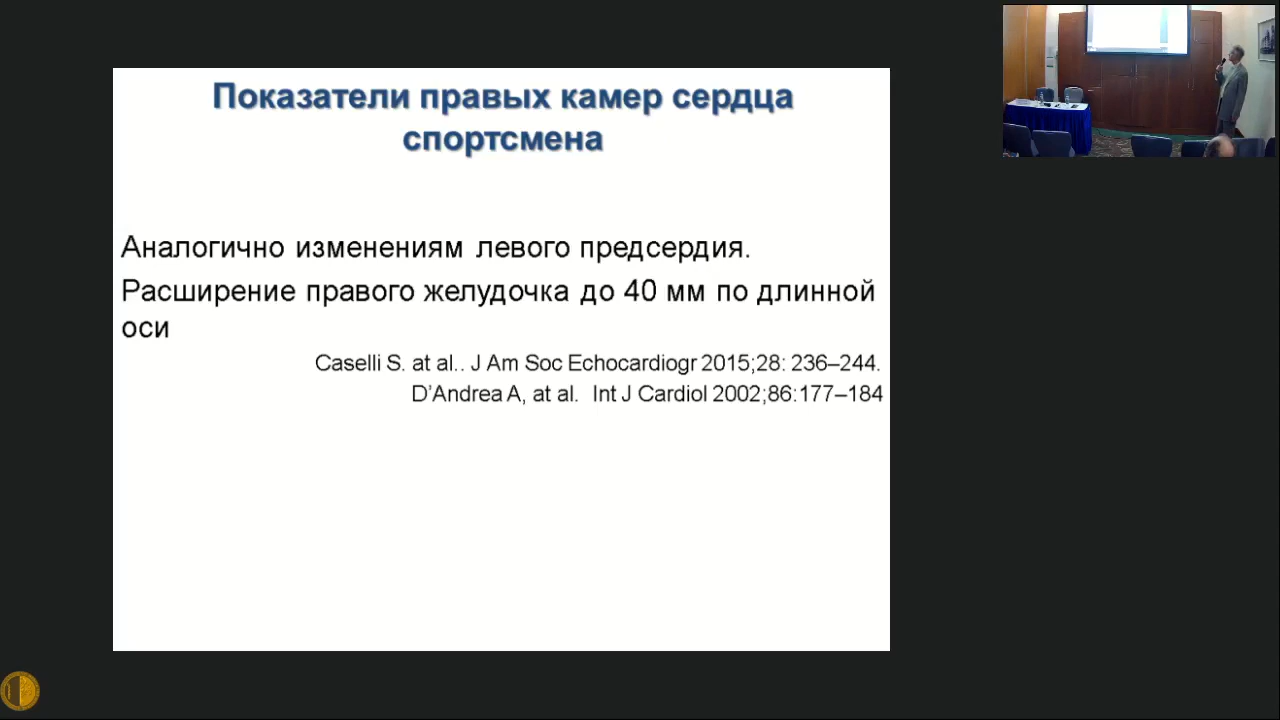 Показатели правых камер сердца
спортсмена
Аналогично изменениям левого предсердия.
Расширение правого желудочка до 40 мм по длинной
оси
Caselli S. at al.. J Am Soc Echocardiogr 2015;28: 236–244.
D’Andrea A, at al. Int J Cardiol 2002;86:177–184